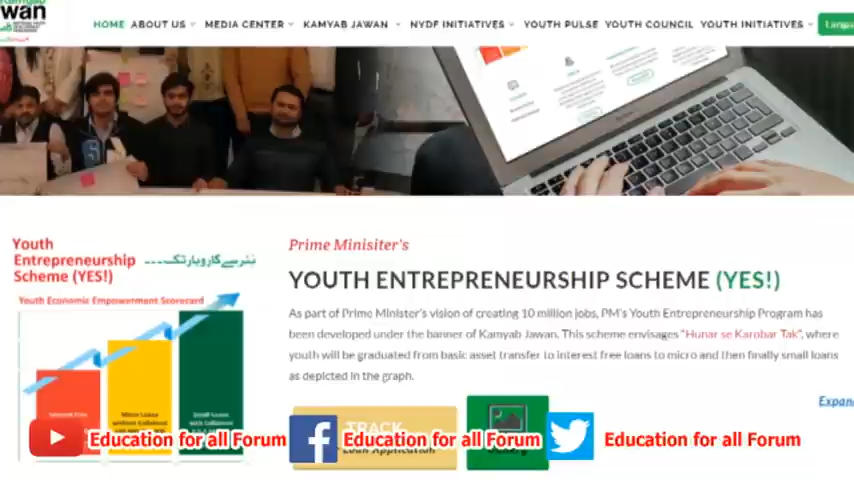 wan
HOME ABOUT US MEDIA CENTER KAMYAB JAWAN NYDF INITIATIVES YOUTH PULSE YOUTH COUNCIL YOUTH INITIATIVES
Youth
Entrepreneurship
Scheme (YES!)
ہنر سے کاروبار تک---
Youth Economic Empowerment Scorecard
Prime Minisiter's
YOUTH ENTREPRENEURSHIP SCHEME (YES!)
As part of Prime Minister's vision of creating 10 million jobs, PM's Youth Entrepreneurship Program has
been developed under the banner of Kamyab Jawan. This scheme envisages "Hunar se Karobar Tak", where
youth will be graduated from basic asset transfer to interest free loans to micro and then finally small loans
as depicted in the graph.
TRACK
Loan Application
Education for all Forum
Education for all Forum
Education for all Forum